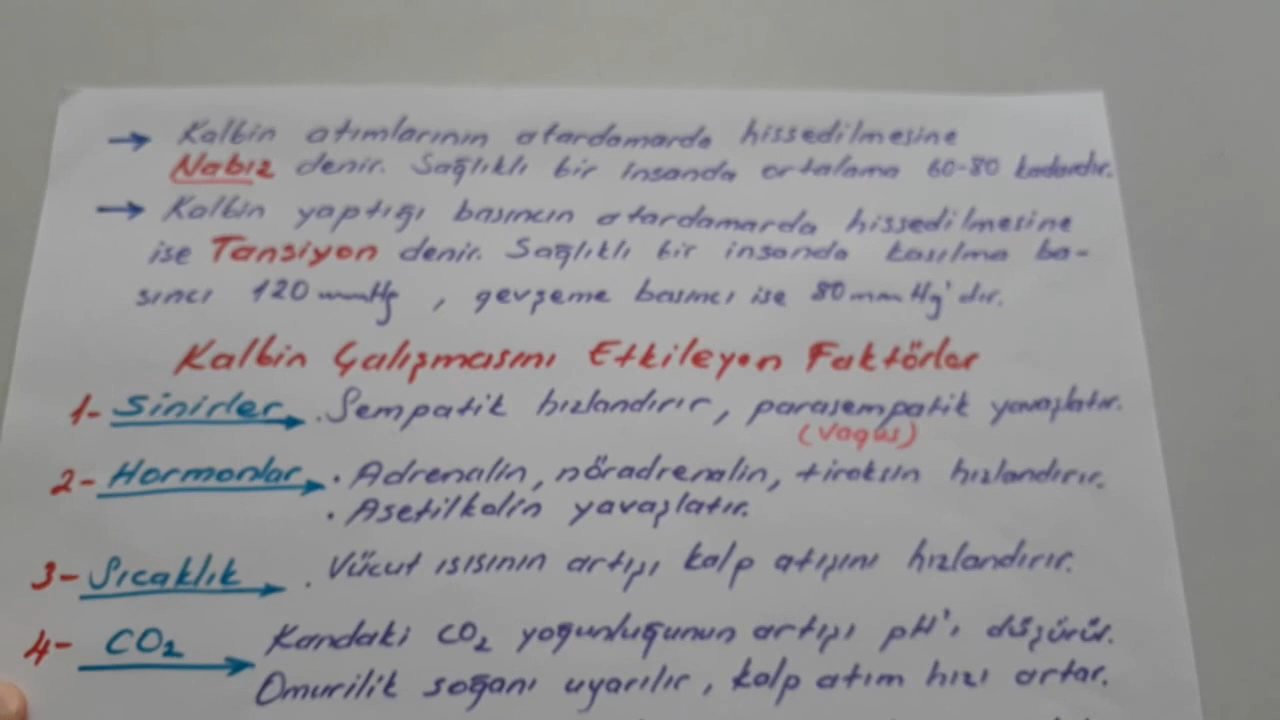 → Kalbin atımlarının atardamarda hissedilmesine
Nabız denir. Sağlıklı bir insanda ortalama 60-80 kadardır.
→ Kalbin yaptığı basıncın atardamarda hissedilmesine
ise Tansiyon denir. Sağlıklı bir insanda kasılma ba-
sıncı 120 mmHg, gevşeme basıncı ise 80 mmHg'dır.
Kalbin Çalışmasını Etkileyen Faktörler
1- Sinirler → . Sempatik hızlandırır, parasempatik yavaşlatır.
(Vagus)
2- Hormonlar → . Adrenalin, nöradrenalin, tiroksin hızlandırır.
. Asetilkolin yavaşlatır.
3- Sıcaklık → . Vücut ısısının artışı kalp atışını hızlandırır.
4- CO₂ → Kandaki CO₂ yoğunluğunun artışı pH'ı düşürür.
Omurilik soğanı uyarılır, kalp atım hızı artar.